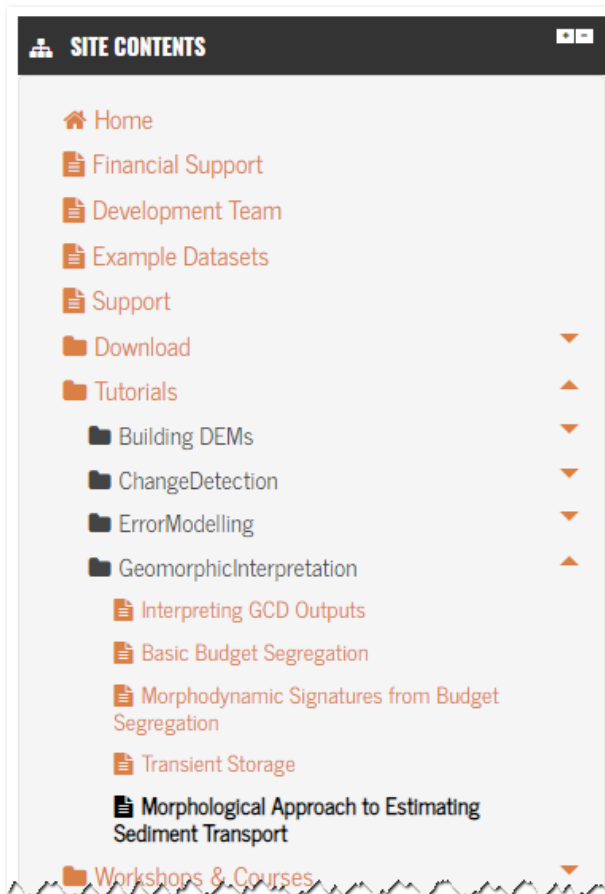 SITE CONTENTS
Home
Financial Support
Development Team
Example Datasets
Support
Download
Tutorials
Building DEMs
ChangeDetection
ErrorModelling
GeomorphicInterpretation
Interpreting GCD Outputs
Basic Budget Segregation
Morphodynamic Signatures from Budget
Segregation
Transient Storage
Morphological Approach to Estimating
Sediment Transport
Workshops & Courses